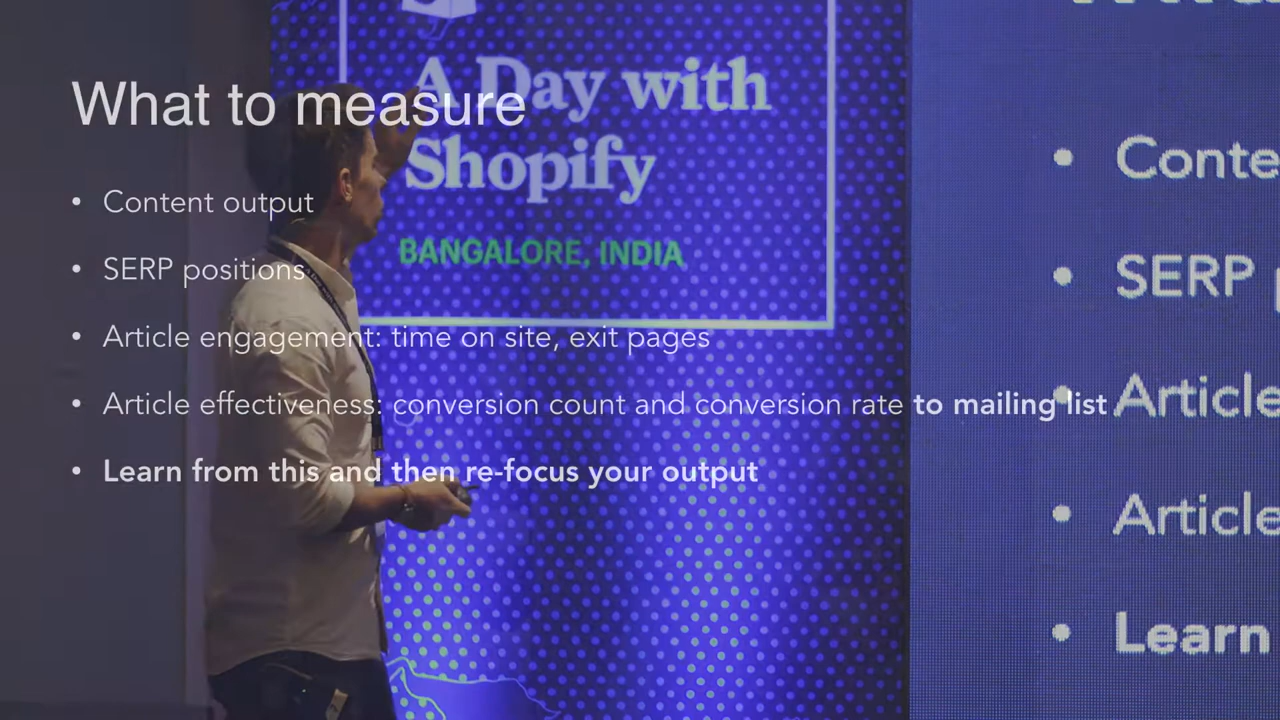 What to measure
• Content output
• SERP positions
• Article engagement: time on site, exit pages
• Article effectiveness: conversion count and conversion rate to mailing list
• Learn from this and then re-focus your output
A Day with
Shopify
BANGALORE, INDIA
• Conte
• SERP
• Article
• Article
• Learn